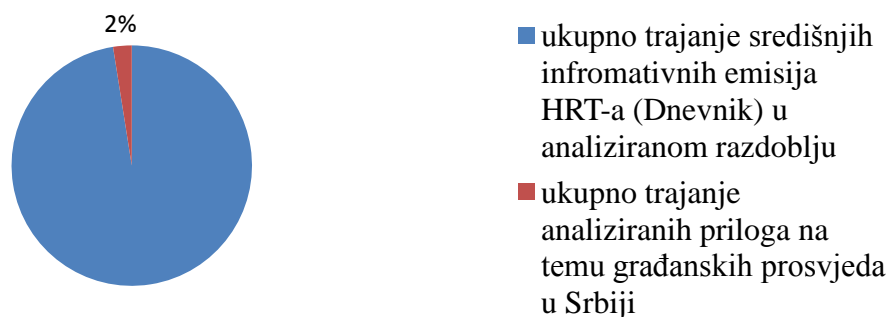 2%
ukupno trajanje središnjih
infromativnih emisija
HRT-a (Dnevnik) u
analiziranom razdoblju
ukupno trajanje
analiziranih priloga na
temu građanskih prosvjeda
u Srbiji